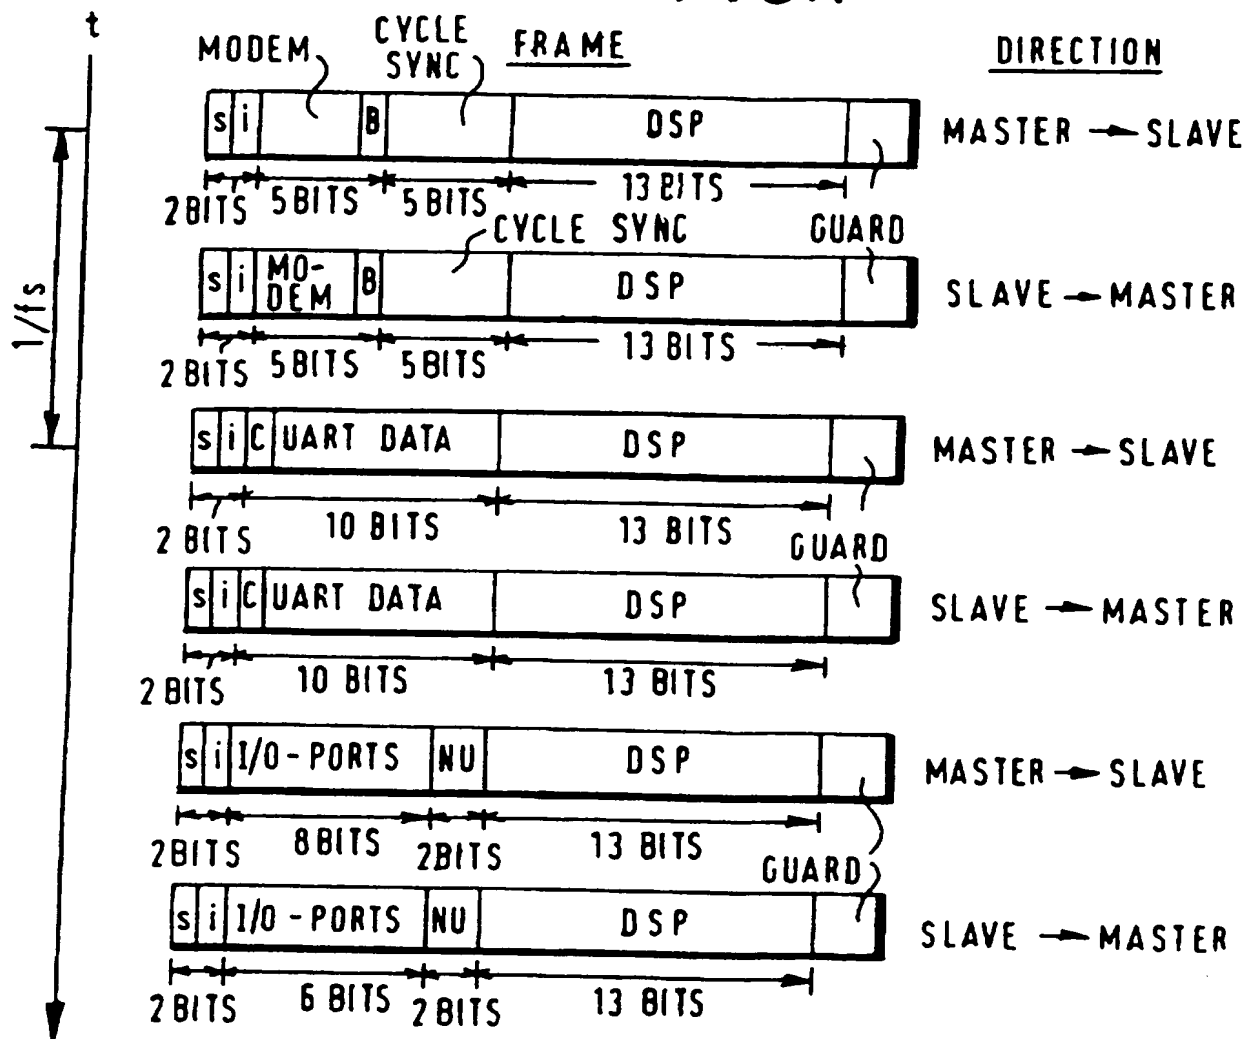 t
MODEM
CYCLE
SYNC
FRAME
DIRECTION
s i B DSP
MASTER → SLAVE
2 BITS 5 BITS 5 BITS 13 BITS
CYCLE SYNC
GUARD
s i MO-
DEM B DSP
SLAVE → MASTER
1/fs
2 BITS 5 BITS 5 BITS 13 BITS
s i C UART DATA DSP
MASTER → SLAVE
2 BITS 10 BITS 13 BITS
GUARD
s i C UART DATA DSP
SLAVE → MASTER
2 BITS 10 BITS 13 BITS
s i I/O-PORTS NU DSP
MASTER → SLAVE
2 BITS 8 BITS 2 BITS 13 BITS
GUARD
s i I/O-PORTS NU DSP
SLAVE → MASTER
2 BITS 6 BITS 2 BITS 13 BITS